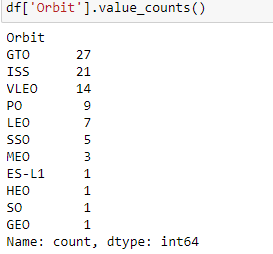 df['Orbit'].value_counts()
Orbit
GTO       27
ISS       21
VLEO      14
PO         9
LEO        7
SSO        5
MEO        3
ES-L1      1
HEO        1
SO         1
GEO        1
Name: count, dtype: int64